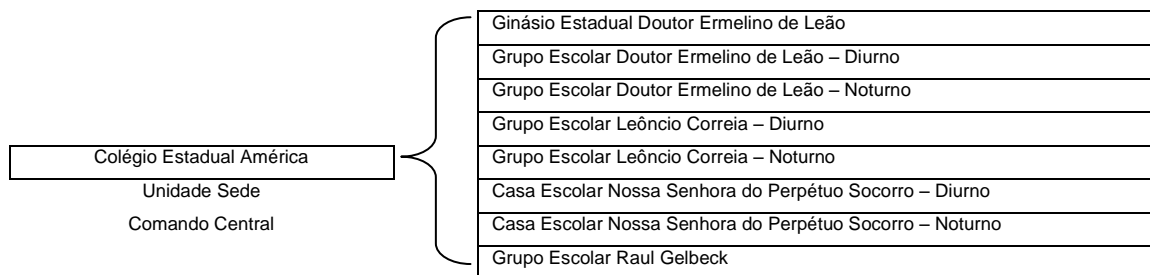 Colégio Estadual América
Unidade Sede
Comando Central
Ginásio Estadual Doutor Ermelino de Leão
Grupo Escolar Doutor Ermelino de Leão – Diurno
Grupo Escolar Doutor Ermelino de Leão – Noturno
Grupo Escolar Leôncio Correia – Diurno
Grupo Escolar Leôncio Correia – Noturno
Casa Escolar Nossa Senhora do Perpétuo Socorro – Diurno
Casa Escolar Nossa Senhora do Perpétuo Socorro – Noturno
Grupo Escolar Raul Gelbeck